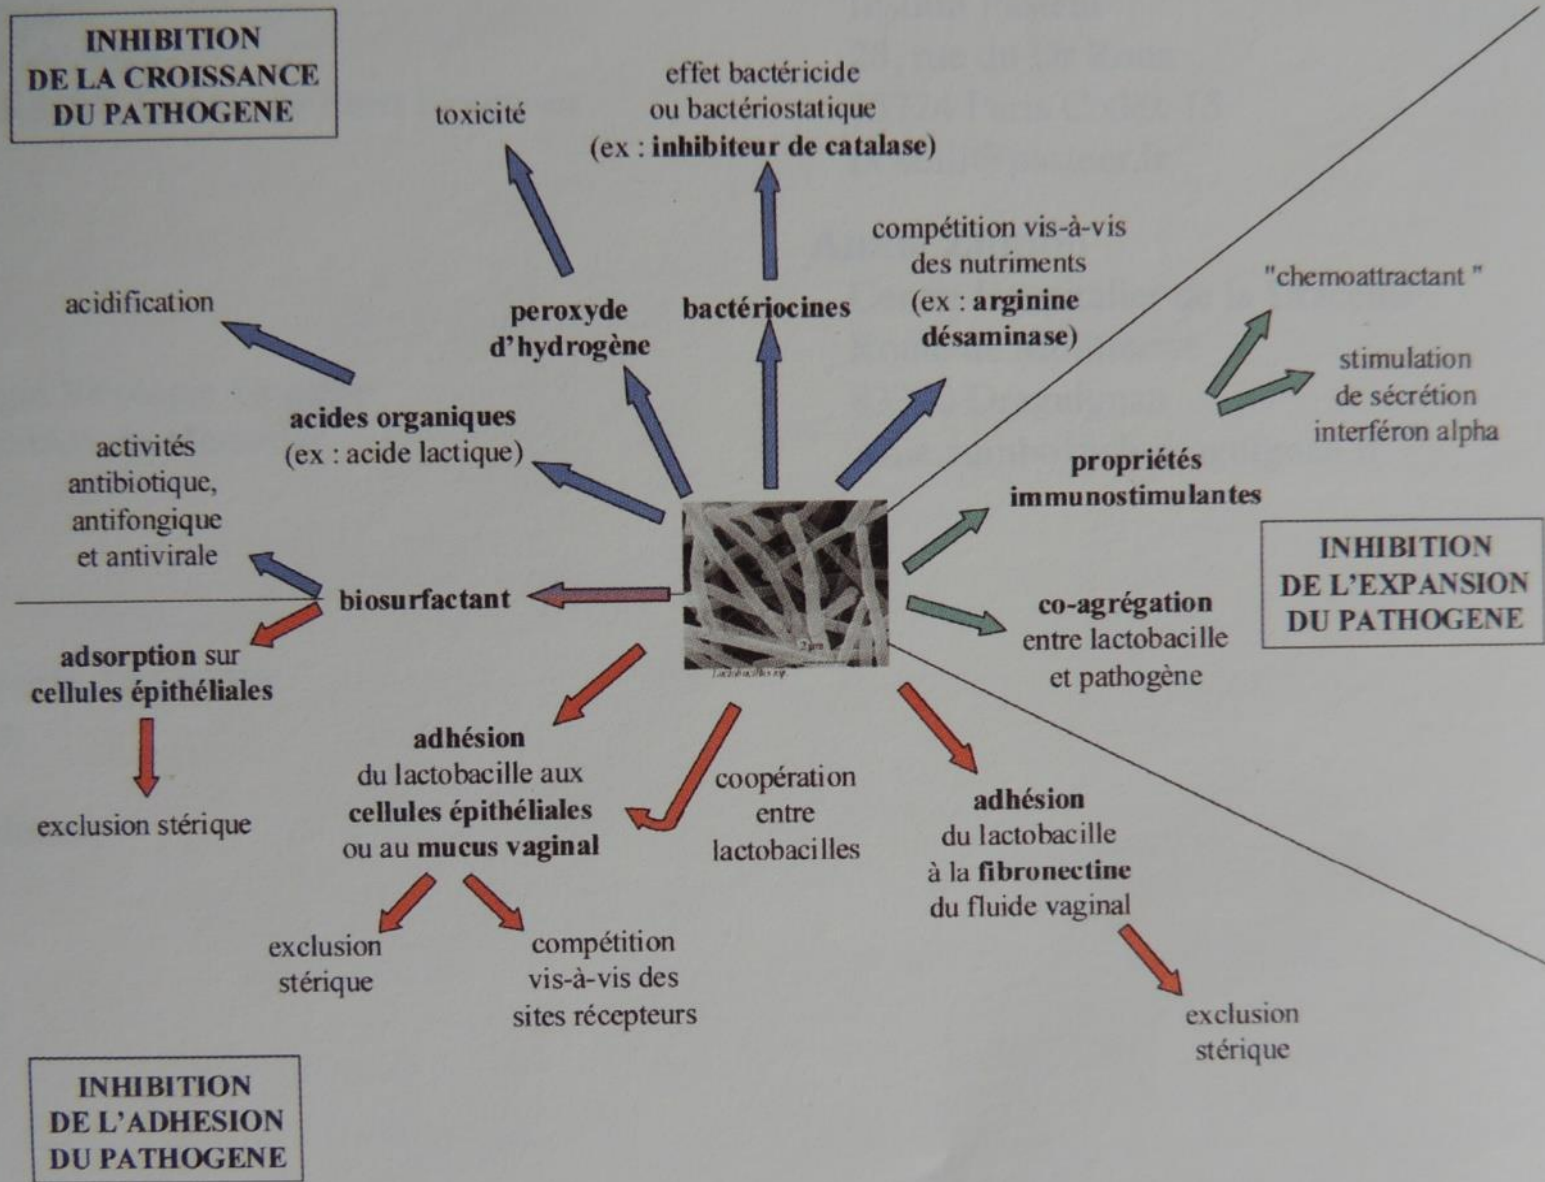 INHIBITION
DE LA CROISSANCE
DU PATHOGENE
toxicité
effet bactéricide
ou bactériostatique
(ex : inhibiteur de catalase)
compétition vis-à-vis
des nutriments
(ex : arginine
désaminase)
acidification
peroxyde
d'hydrogène
bactériocines
"chemoattractant "
stimulation
de sécrétion
interféron alpha
acides organiques
(ex : acide lactique)
activités
antibiotique,
antifongique
et antivirale
propriétés
immunostimulantes
INHIBITION
DE L'EXPANSION
DU PATHOGENE
biosurfactant
co-agrégation
entre lactobacille
et pathogène
2 µm
Lactobacillus sp.
adsorption sur
cellules épithéliales
exclusion stérique
adhésion
du lactobacille aux
cellules épithéliales
ou au mucus vaginal
coopération
entre
lactobacilles
adhésion
du lactobacille
à la fibronectine
du fluide vaginal
exclusion
stérique
compétition
vis-à-vis des
sites récepteurs
exclusion
stérique
INHIBITION
DE L'ADHESION
DU PATHOGENE